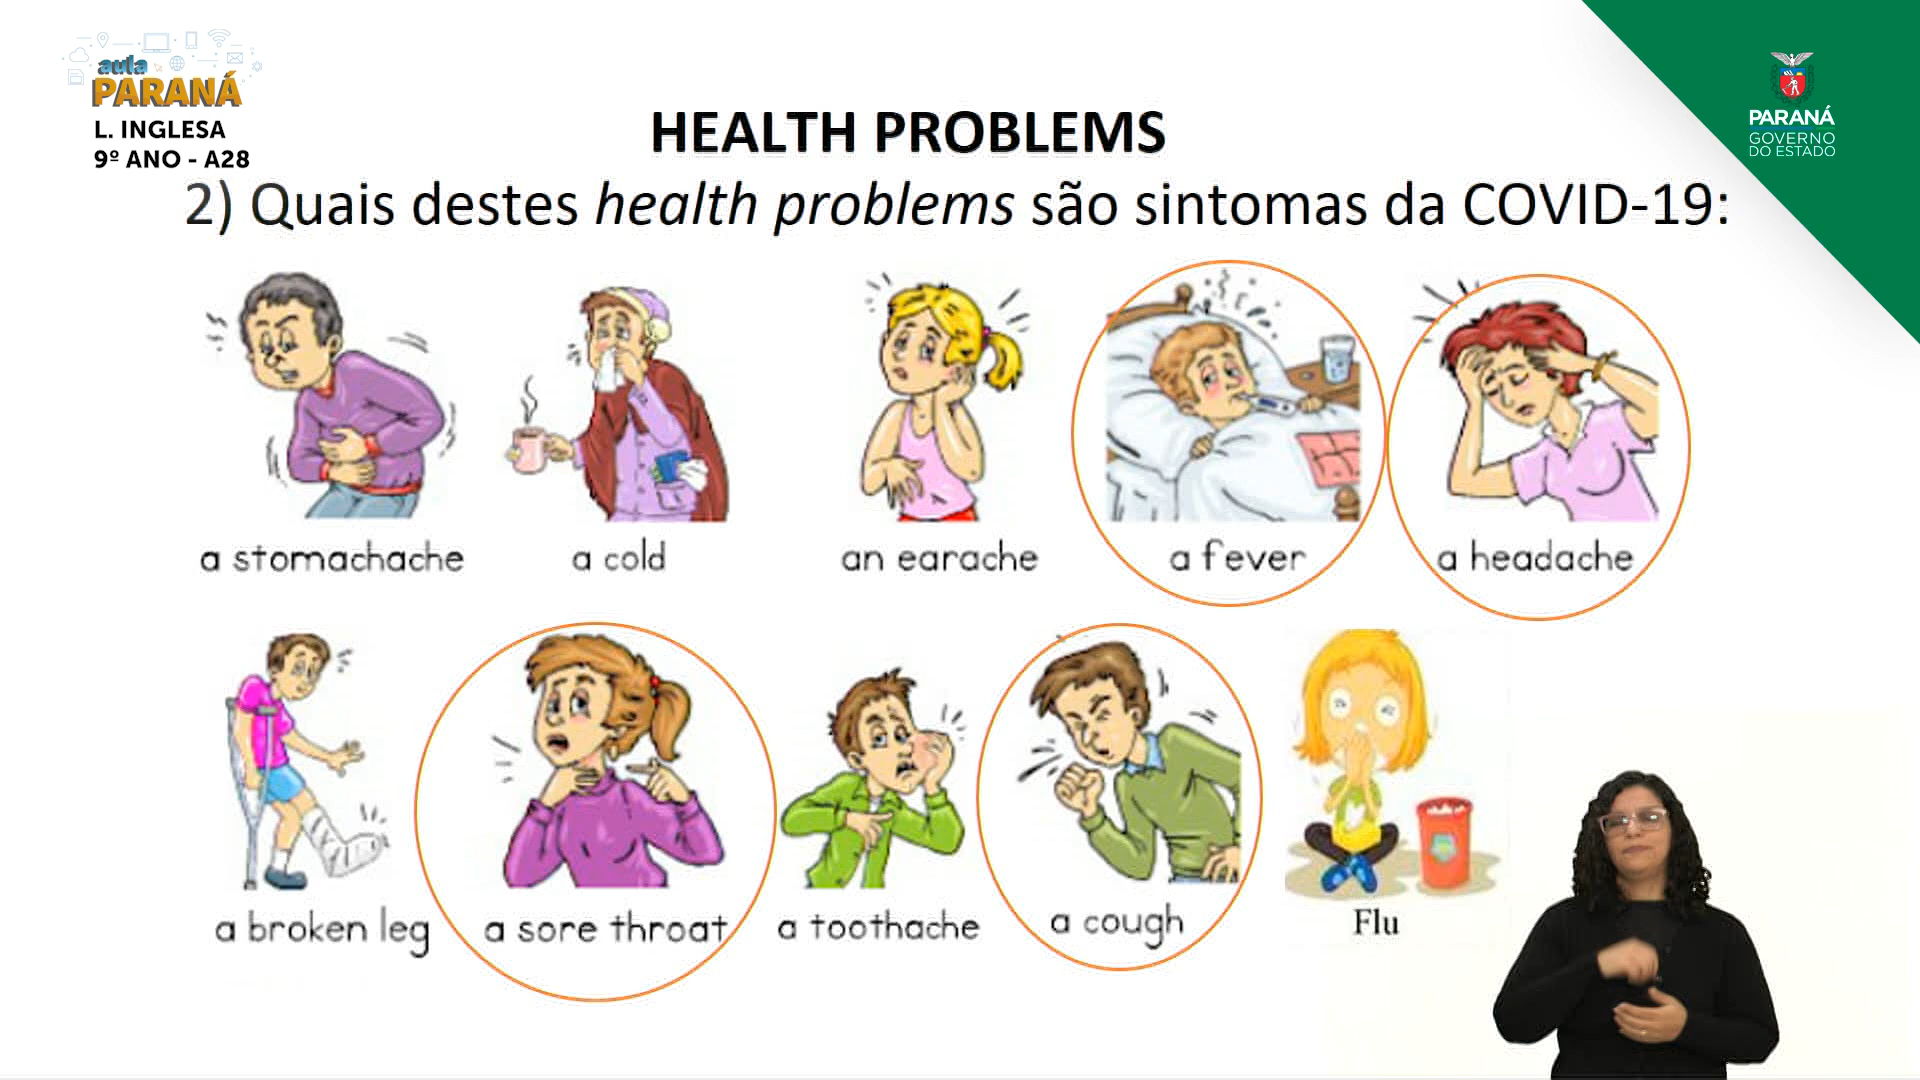 aula
PARANÁ
L. INGLESA
9º ANO - A28
PARANÁ
GOVERNO
DO ESTADO
HEALTH PROBLEMS
2) Quais destes health problems são sintomas da COVID-19:
a stomachache
a cold
an earache
a fever
a headache
a broken leg
a sore throat
a toothache
a cough
Flu